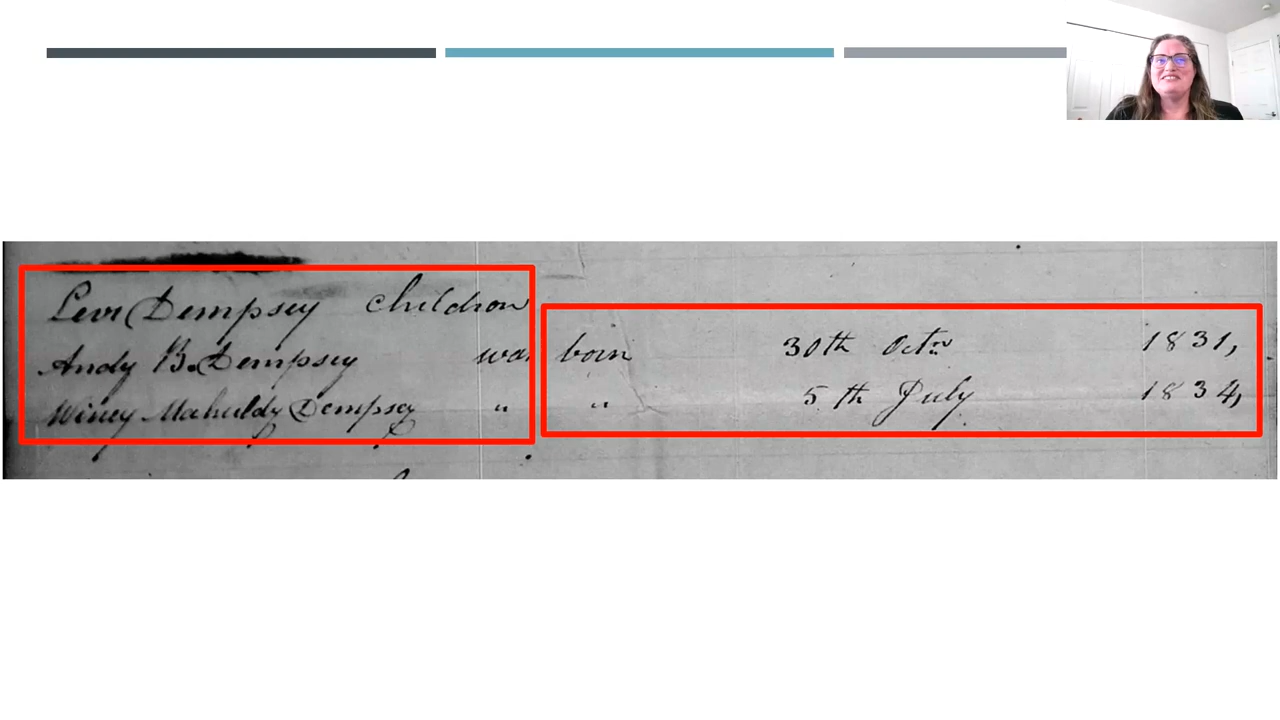 Levi Dempsey Children
Andy B. Dempsey was born 30th Octr 1831,
Winey Mahuldy Dempsey " " 5th July 1834,